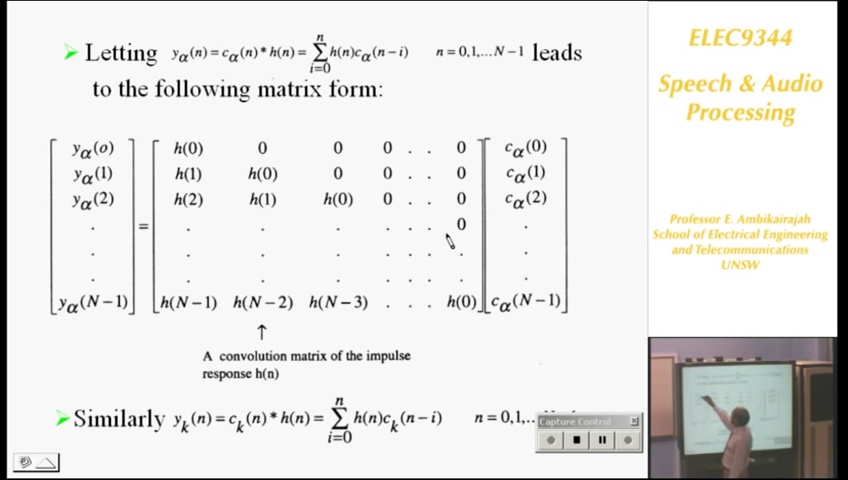 Letting yα(n) = cα(n) * h(n) = n∑i=0 h(n)cα(n−i) n = 0,1,...N−1 leads
to the following matrix form:
yα(o) h(0) 0 0 0 . . 0 cα(0)
yα(1) h(1) h(0) 0 0 . . 0 cα(1)
yα(2) h(2) h(1) h(0) 0 . . 0 cα(2)
. = . . . . . . 0 .
. . . . . . . . .
. . . . . . . . .
yα(N−1) h(N−1) h(N−2) h(N−3) . . . h(0) cα(N−1)
↑
A convolution matrix of the impulse
response h(n)
Similarly yk(n) = ck(n) * h(n) = n∑i=0 h(n)ck(n−i) n = 0,1,..
Capture Control
ELEC9344
Speech & Audio
Processing
Professor E. Ambikairajah
School of Electrical Engineering
and Telecommunications
UNSW